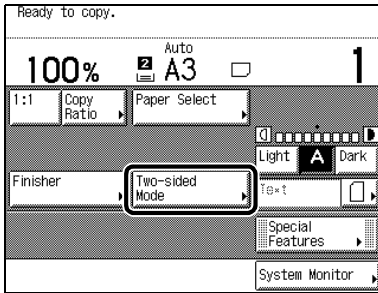 Ready to copy.
100%
2
Auto
A3
1
1:1
Copy
Ratio
Paper Select
Light
A
Dark
Finisher
Two-sided
Mode
Text
Special
Features
System Monitor